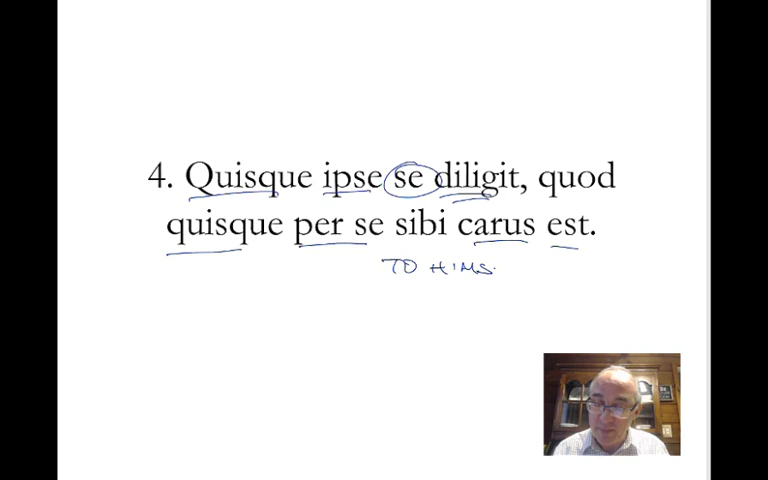 4. Quisque ipse se diligit, quod
quisque per se sibi carus est.
TO HIMS.